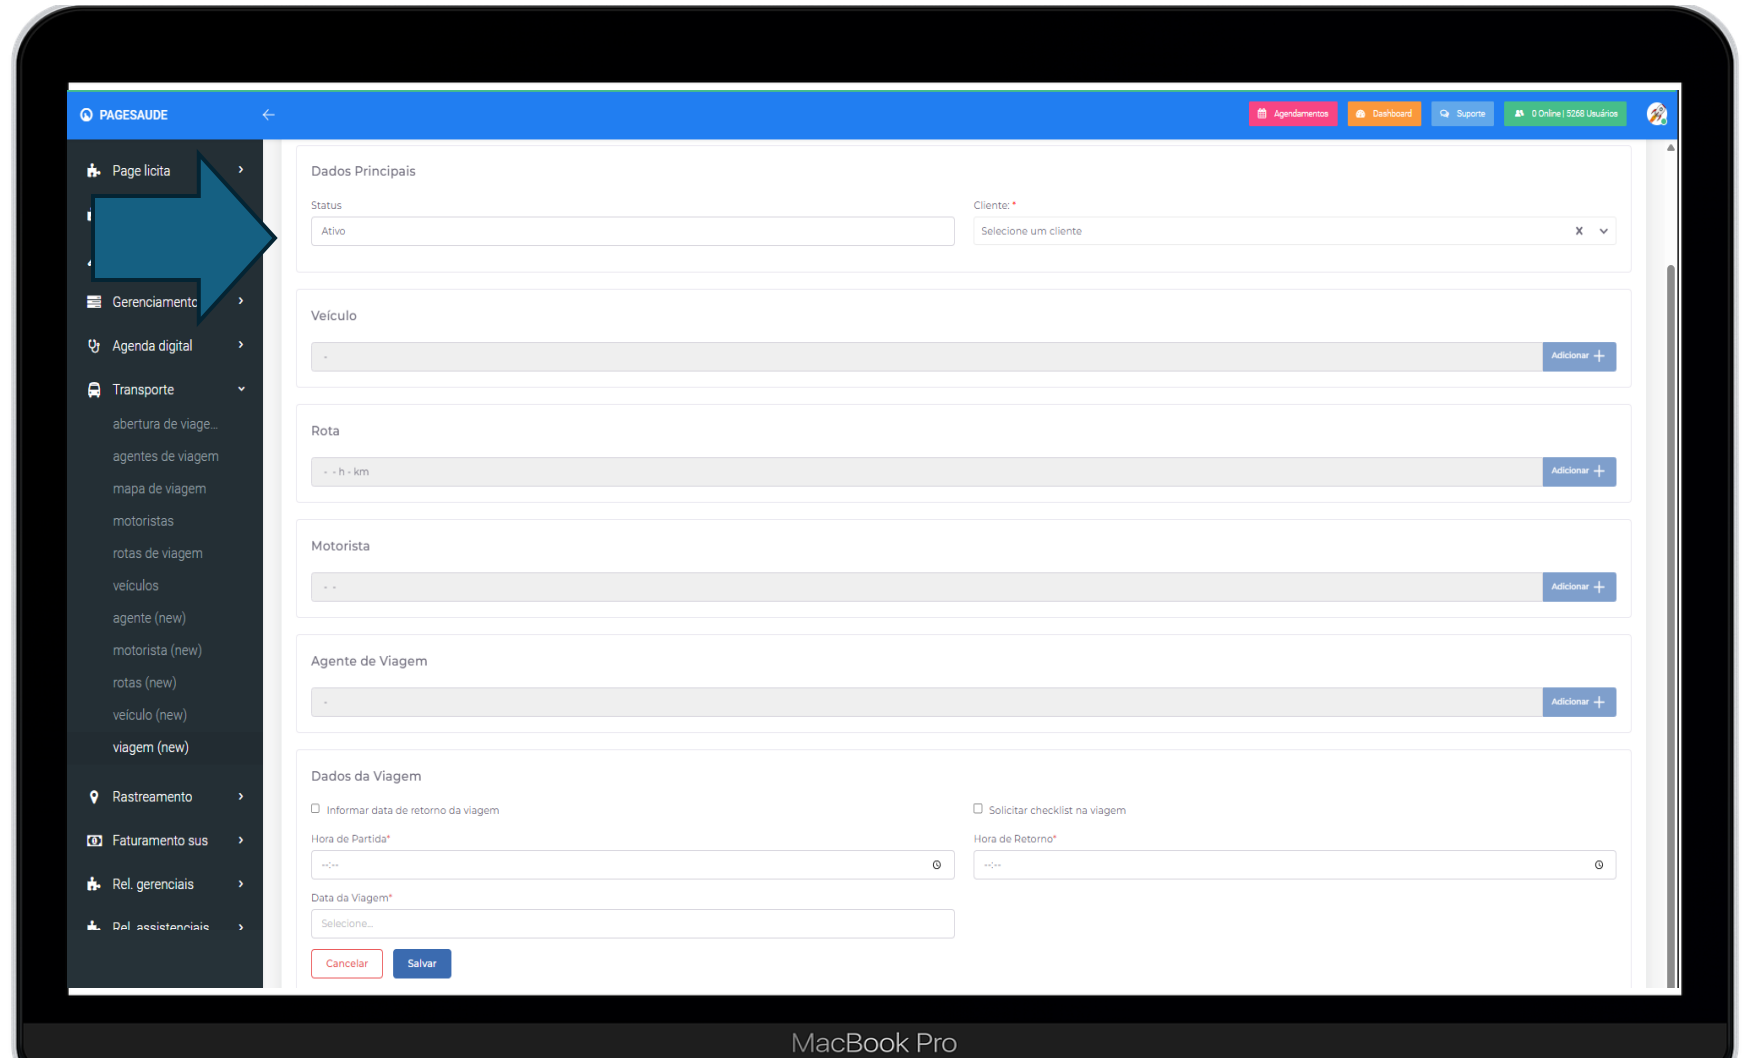 PAGESAUDE
Agendamentos
Dashboard
Suporte
0 Online | 5268 Usuários
Page licita
Gerenciamento
Agenda digital
Transporte
abertura de viage...
agentes de viagem
mapa de viagem
motoristas
rotas de viagem
veículos
agente (new)
motorista (new)
rotas (new)
veículo (new)
viagem (new)
Rastreamento
Faturamento sus
Rel. gerenciais
Rel. assistenciais
Dados Principais
Status
Cliente: *
Ativo
Selecione um cliente
X
Veículo
-
Adicionar +
Rota
- - h - km
Adicionar +
Motorista
- -
Adicionar +
Agente de Viagem
-
Adicionar +
Dados da Viagem
Informar data de retorno da viagem
Solicitar checklist na viagem
Hora de Partida*
Hora de Retorno*
--:--
--:--
Data da Viagem*
Selecione...
Cancelar
Salvar
MacBook Pro